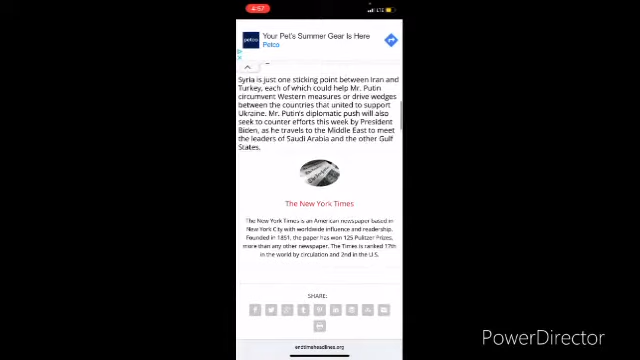 4:57
LTE
petco
Your Pet's Summer Gear Is Here
Petco
Syria is just one sticking point between Iran and
Turkey, each of which could help Mr. Putin
circumvent Western measures or drive wedges
between the countries that united to support
Ukraine. Mr. Putin's diplomatic push will also
seek to counter efforts this week by President
Biden, as he travels to the Middle East to meet
the leaders of Saudi Arabia and the other Gulf
States.
The New York Times
The New York Times is an American newspaper based in
New York City with worldwide influence and readership.
Founded in 1851, the paper has won 125 Pulitzer Prizes,
more than any other newspaper. The Times is ranked 17th
in the world by circulation and 2nd in the U.S.
SHARE:
endtimeheadlines.org
PowerDirector